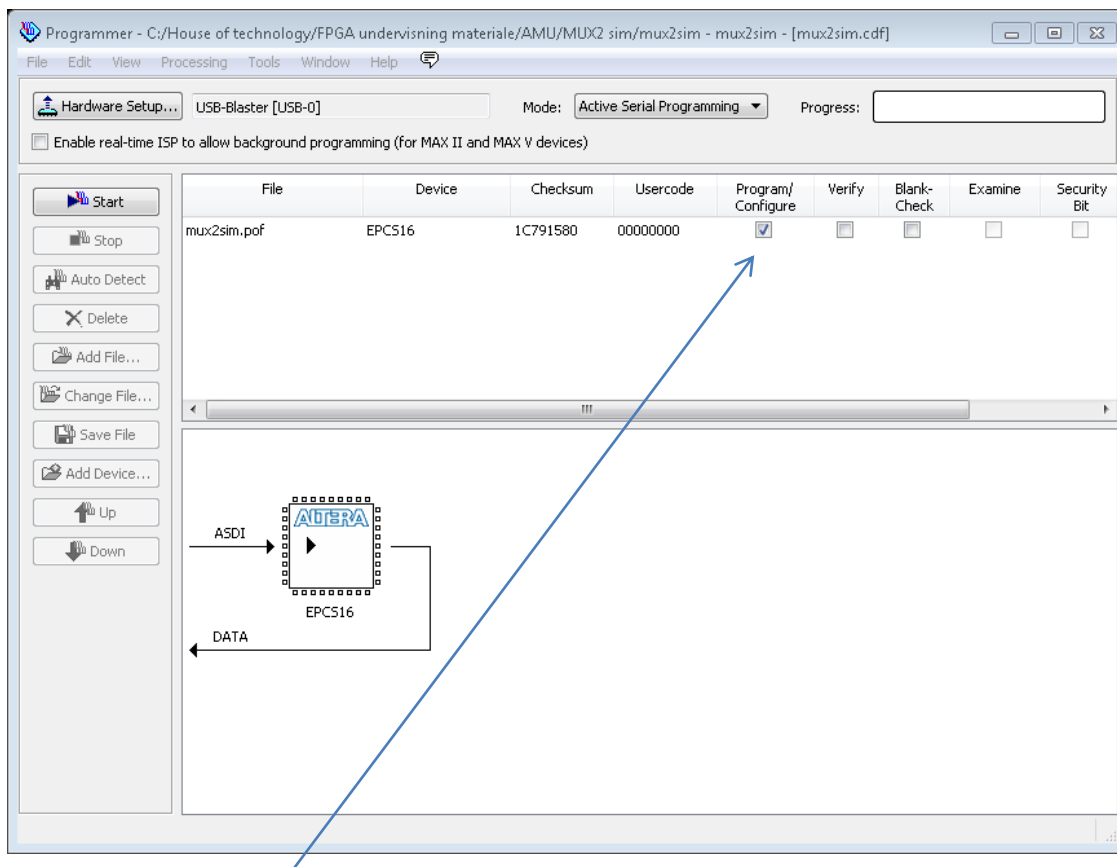 Programmer - C:/House of technology/FPGA undervisning materiale/AMU/MUX2 sim/mux2sim - mux2sim - [mux2sim.cdf]
File Edit View Processing Tools Window Help
Hardware Setup... USB-Blaster [USB-0] Mode: Active Serial Programming Progress:
Enable real-time ISP to allow background programming (for MAX II and MAX V devices)
Start
Stop
Auto Detect
Delete
Add File...
Change File...
Save File
Add Device...
Up
Down
File Device Checksum Usercode Program/ Verify Blank- Examine Security
Configure Check Bit
mux2sim.pof EPCS16 1C791580 00000000
ALTERA
ASDI
EPCS16
DATA